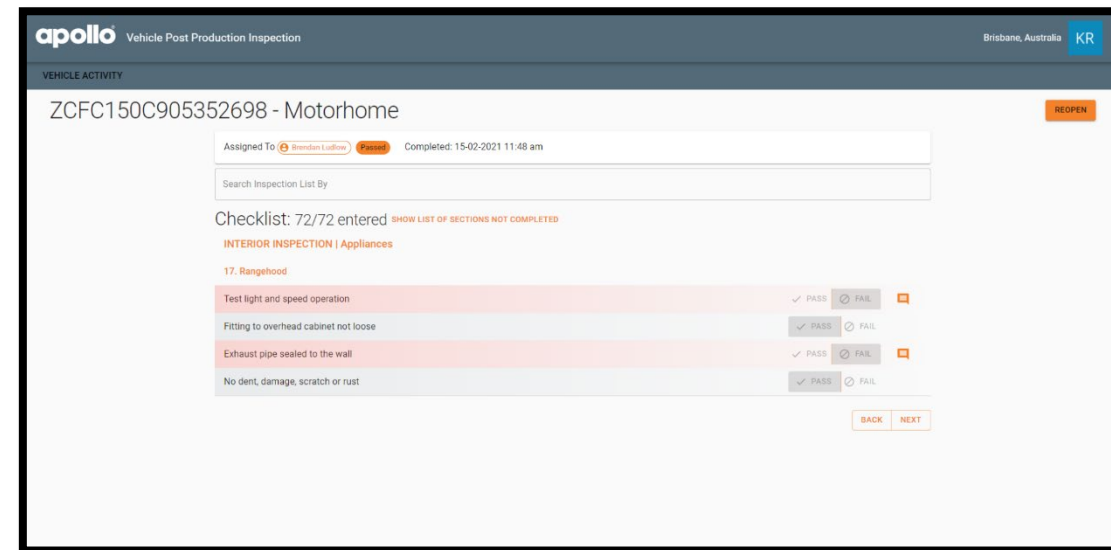 apollo Vehicle Post Production Inspection Brisbane, Australia KR
VEHICLE ACTIVITY
ZCFC150C905352698 - Motorhome REOPEN
Assigned To Brendan Ludlow Passed Completed: 15-02-2021 11:48 am
Search Inspection List By
Checklist: 72/72 entered SHOW LIST OF SECTIONS NOT COMPLETED
INTERIOR INSPECTION | Appliances
17. Rangehood
Test light and speed operation PASS FAIL
Fitting to overhead cabinet not loose PASS FAIL
Exhaust pipe sealed to the wall PASS FAIL
No dent, damage, scratch or rust PASS FAIL
BACK NEXT